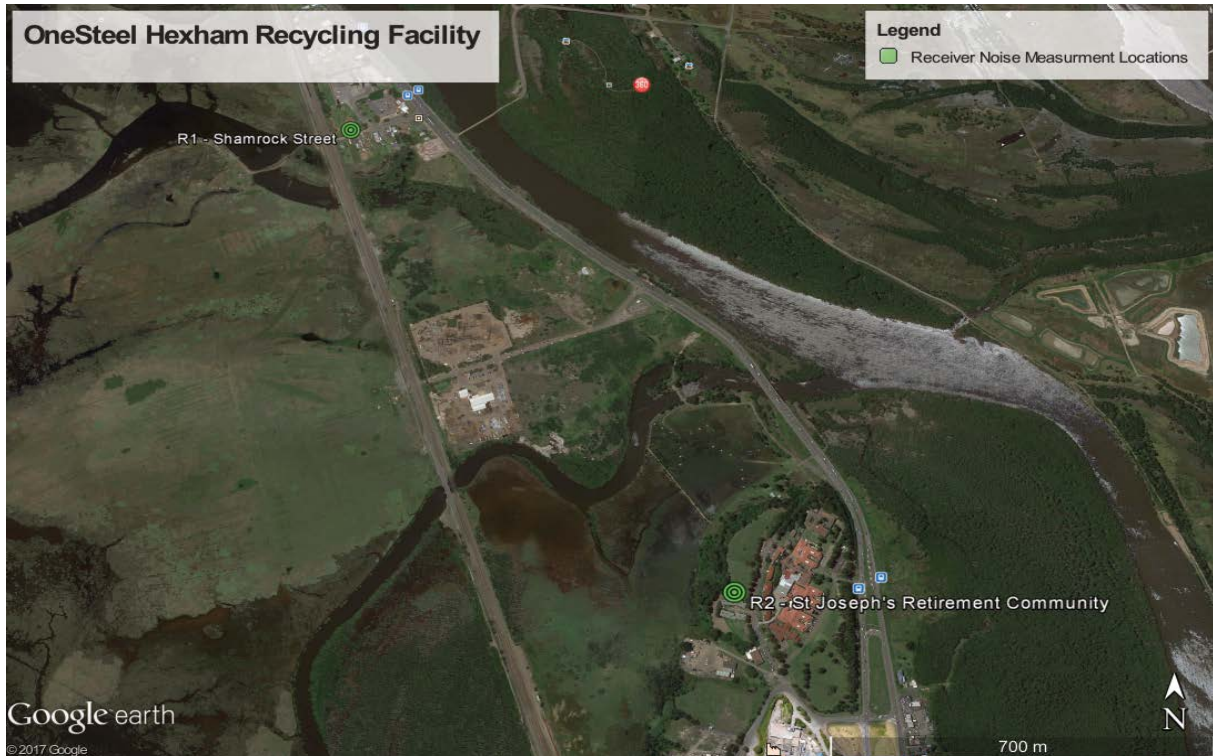 OneSteel Hexham Recycling Facility
Legend
Receiver Noise Measurment Locations
360
R1 - Shamrock Street
R2 - St Joseph's Retirement Community
Google earth
© 2017 Google
N
700 m